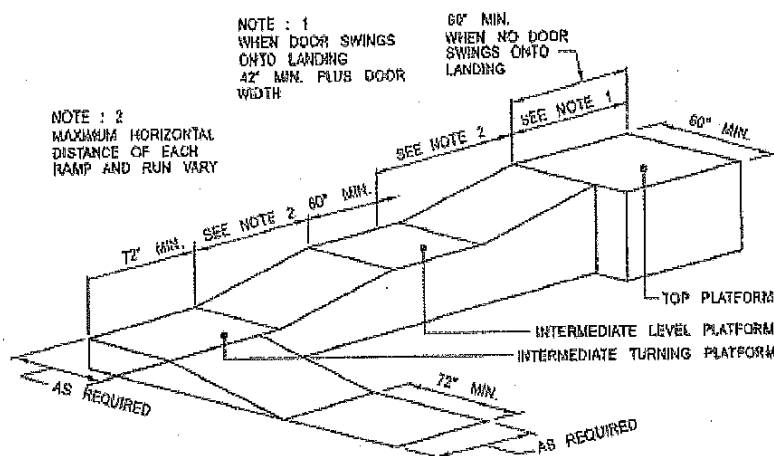 NOTE : 1
WHEN DOOR SWINGS
ONTO LANDING
42" MIN. PLUS DOOR
WIDTH
60" MIN.
WHEN NO DOOR
SWINGS ONTO
LANDING
NOTE : 2
MAXIMUM HORIZONTAL
DISTANCE OF EACH
RAMP AND RUN VARY
72" MIN.
SEE NOTE 2
60" MIN.
SEE NOTE 2
SEE NOTE 1
60" MIN.
TOP PLATFORM
INTERMEDIATE LEVEL PLATFORM
INTERMEDIATE TURNING PLATFORM
AS REQUIRED
72" MIN.
AS REQUIRED